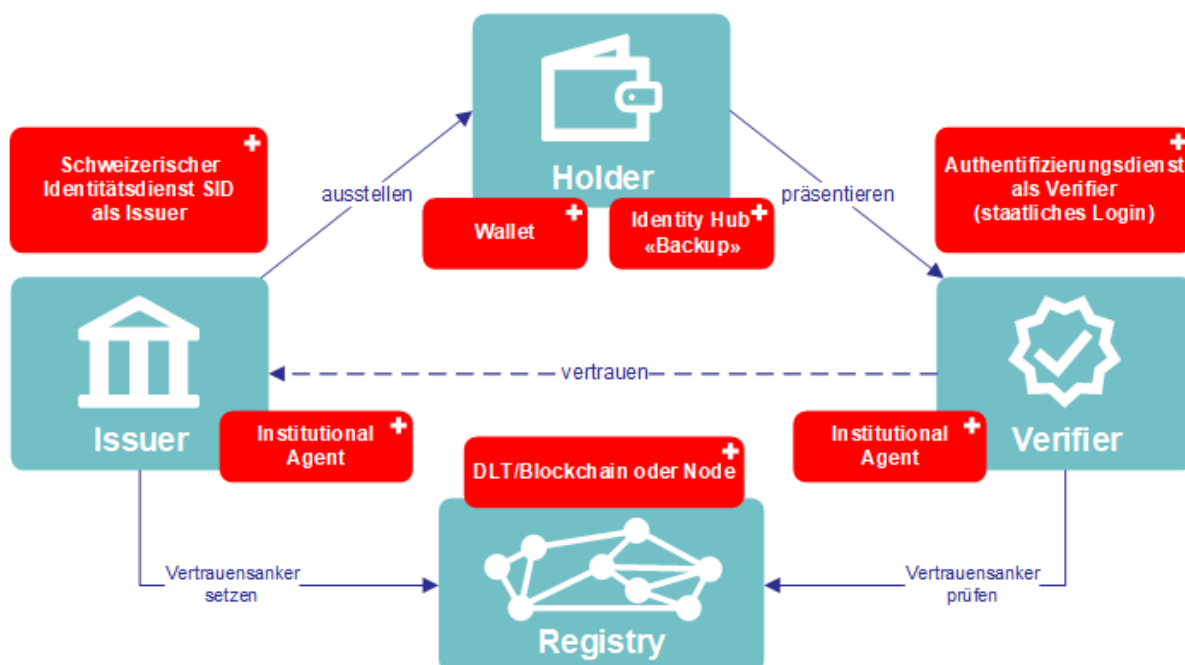 Holder
Wallet
Identity Hub
«Backup»
Schweizerischer
Identitätsdienst SID
als Issuer
ausstellen
präsentieren
Authentifizierungsdienst
als Verifier
(staatliches Login)
Issuer
Institutional
Agent
vertrauen
Institutional
Agent
Verifier
DLT/Blockchain oder Node
Registry
Vertrauensanker
setzen
Vertrauensanker
prüfen